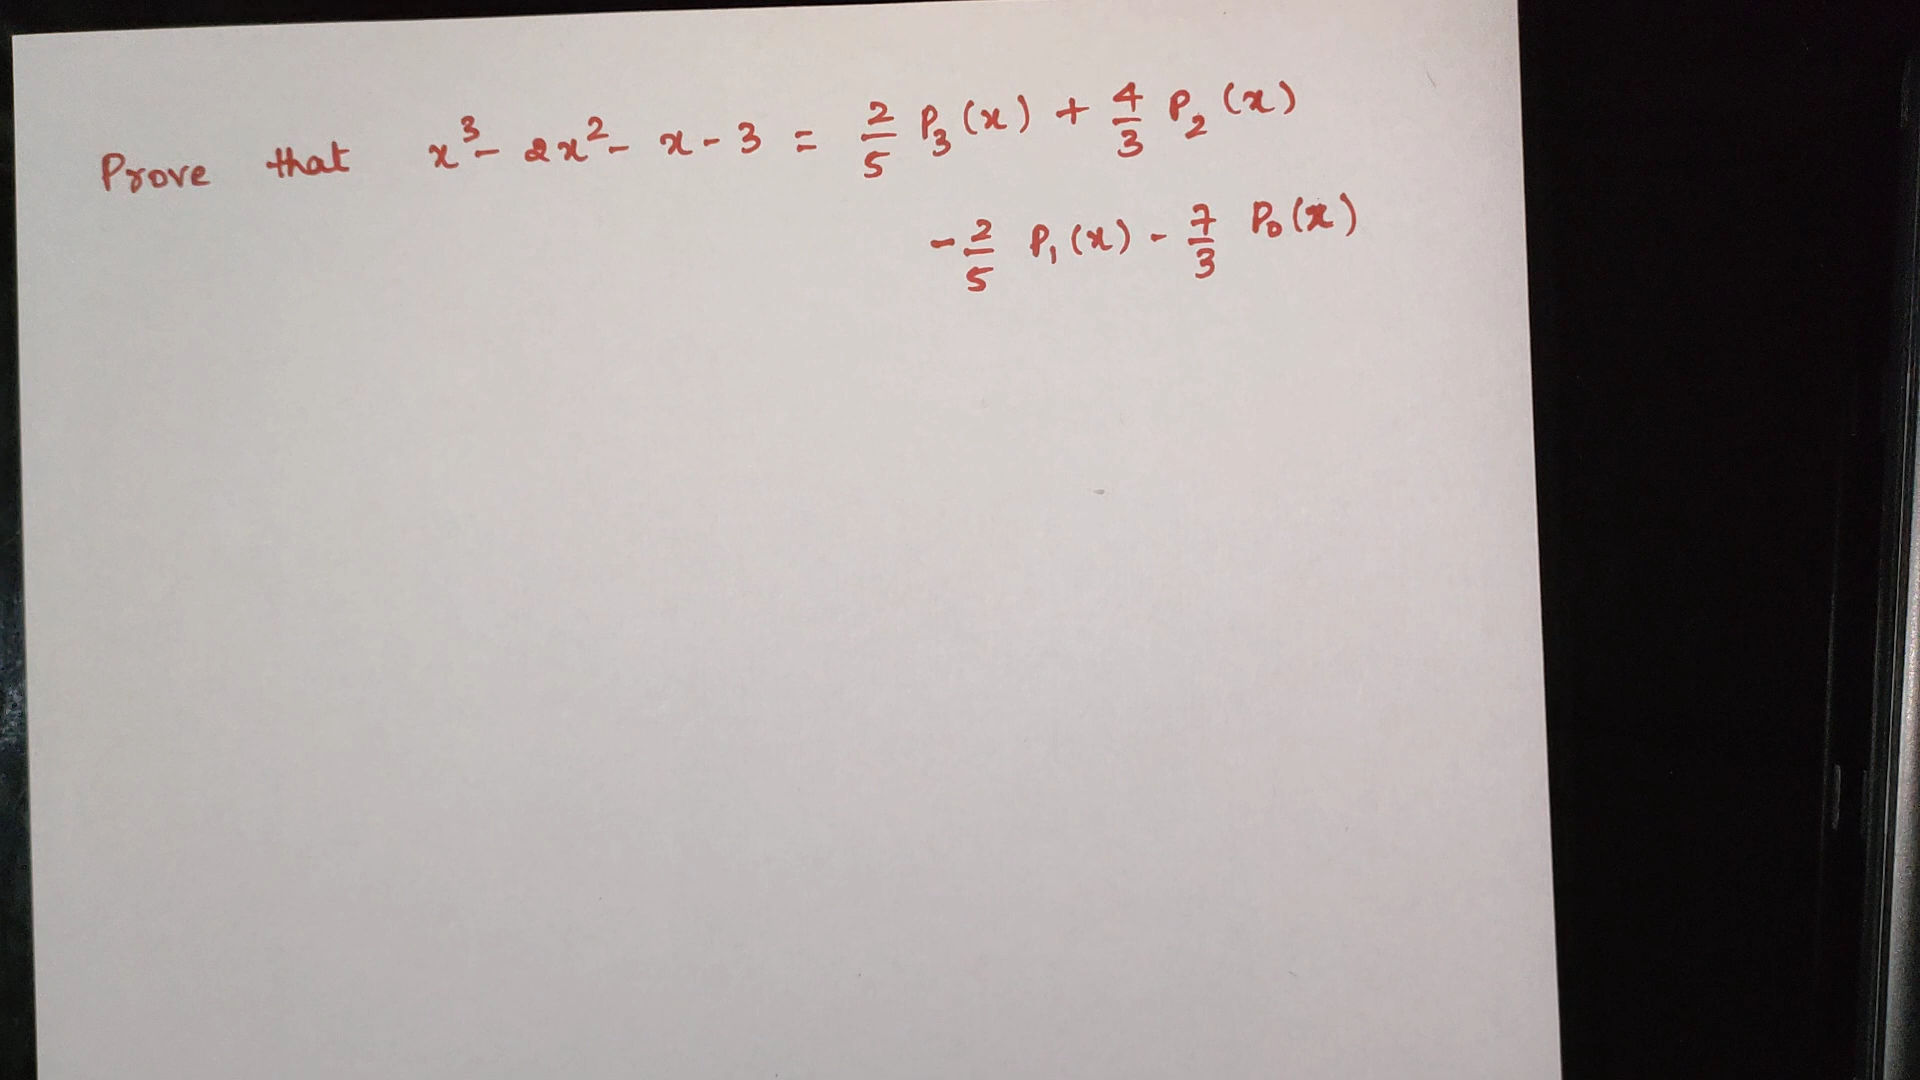 Prove that x³ - 2x² - x - 3 = 2/5 P₃(x) + 4/3 P₂(x)
- 2/5 P₁(x) - 7/3 P₀(x)